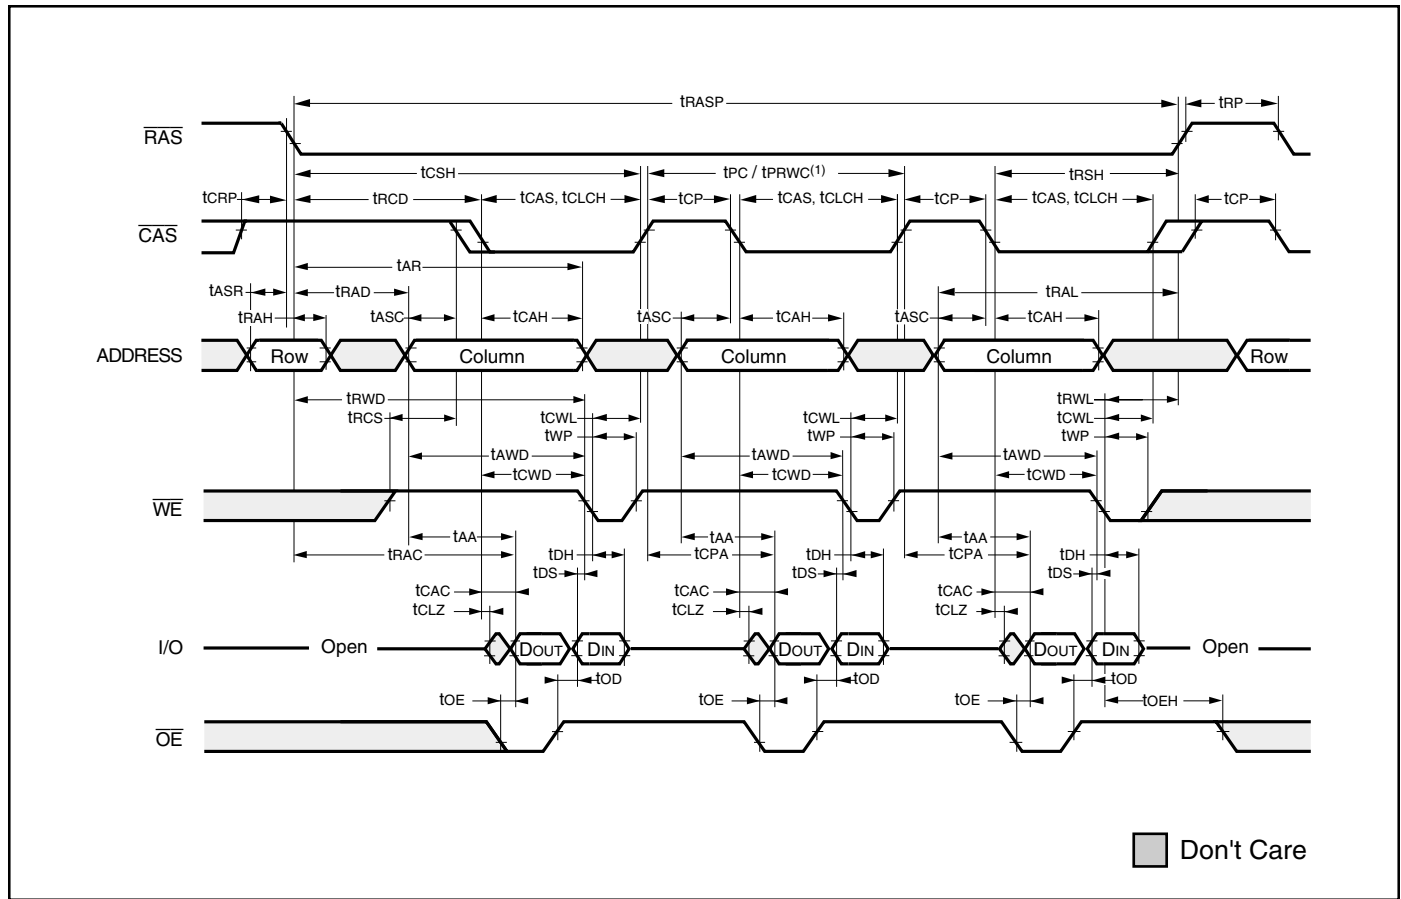 tRASP tRP
RAS
tCSH tPC / tPRWC(1) tRSH
tCRP tRCD tCAS, tCLCH tCP tCAS, tCLCH tCP tCAS, tCLCH tCP
CAS
tAR
tASR tRAD tRAL
tRAH tASC tCAH tASC tCAH tASC tCAH
ADDRESS Row Column Column Column Row
tRWD tRWL
tRCS tCWL tCWL tCWL
tWP tWP tWP
tAWD tAWD tAWD
tCWD tCWD tCWD
WE
tAA tAA tAA
tRAC tDH tCPA tDH tCPA tDH
tDS tDS tDS
tCAC tCAC tCAC
tCLZ tCLZ tCLZ
I/O Open DOUT DIN DOUT DIN DOUT DIN Open
tOD tOD tOD
tOE tOE tOE tOEH
OE
Don't Care